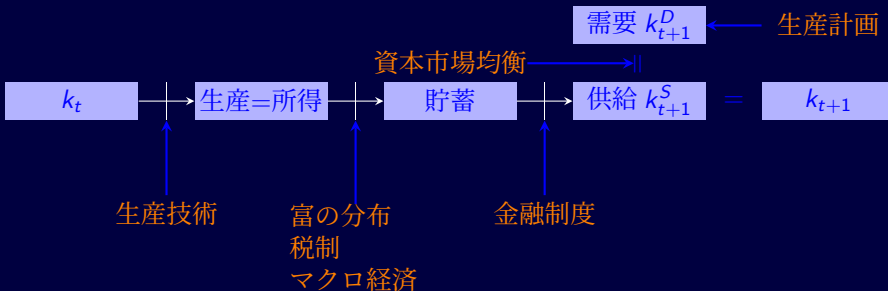 需要 k^D_{t+1}
生産計画
資本市場均衡
||
k_t
生産=所得
貯蓄
供給 k^S_{t+1}
=
k_{t+1}
生産技術
富の分布
税制
マクロ経済
金融制度